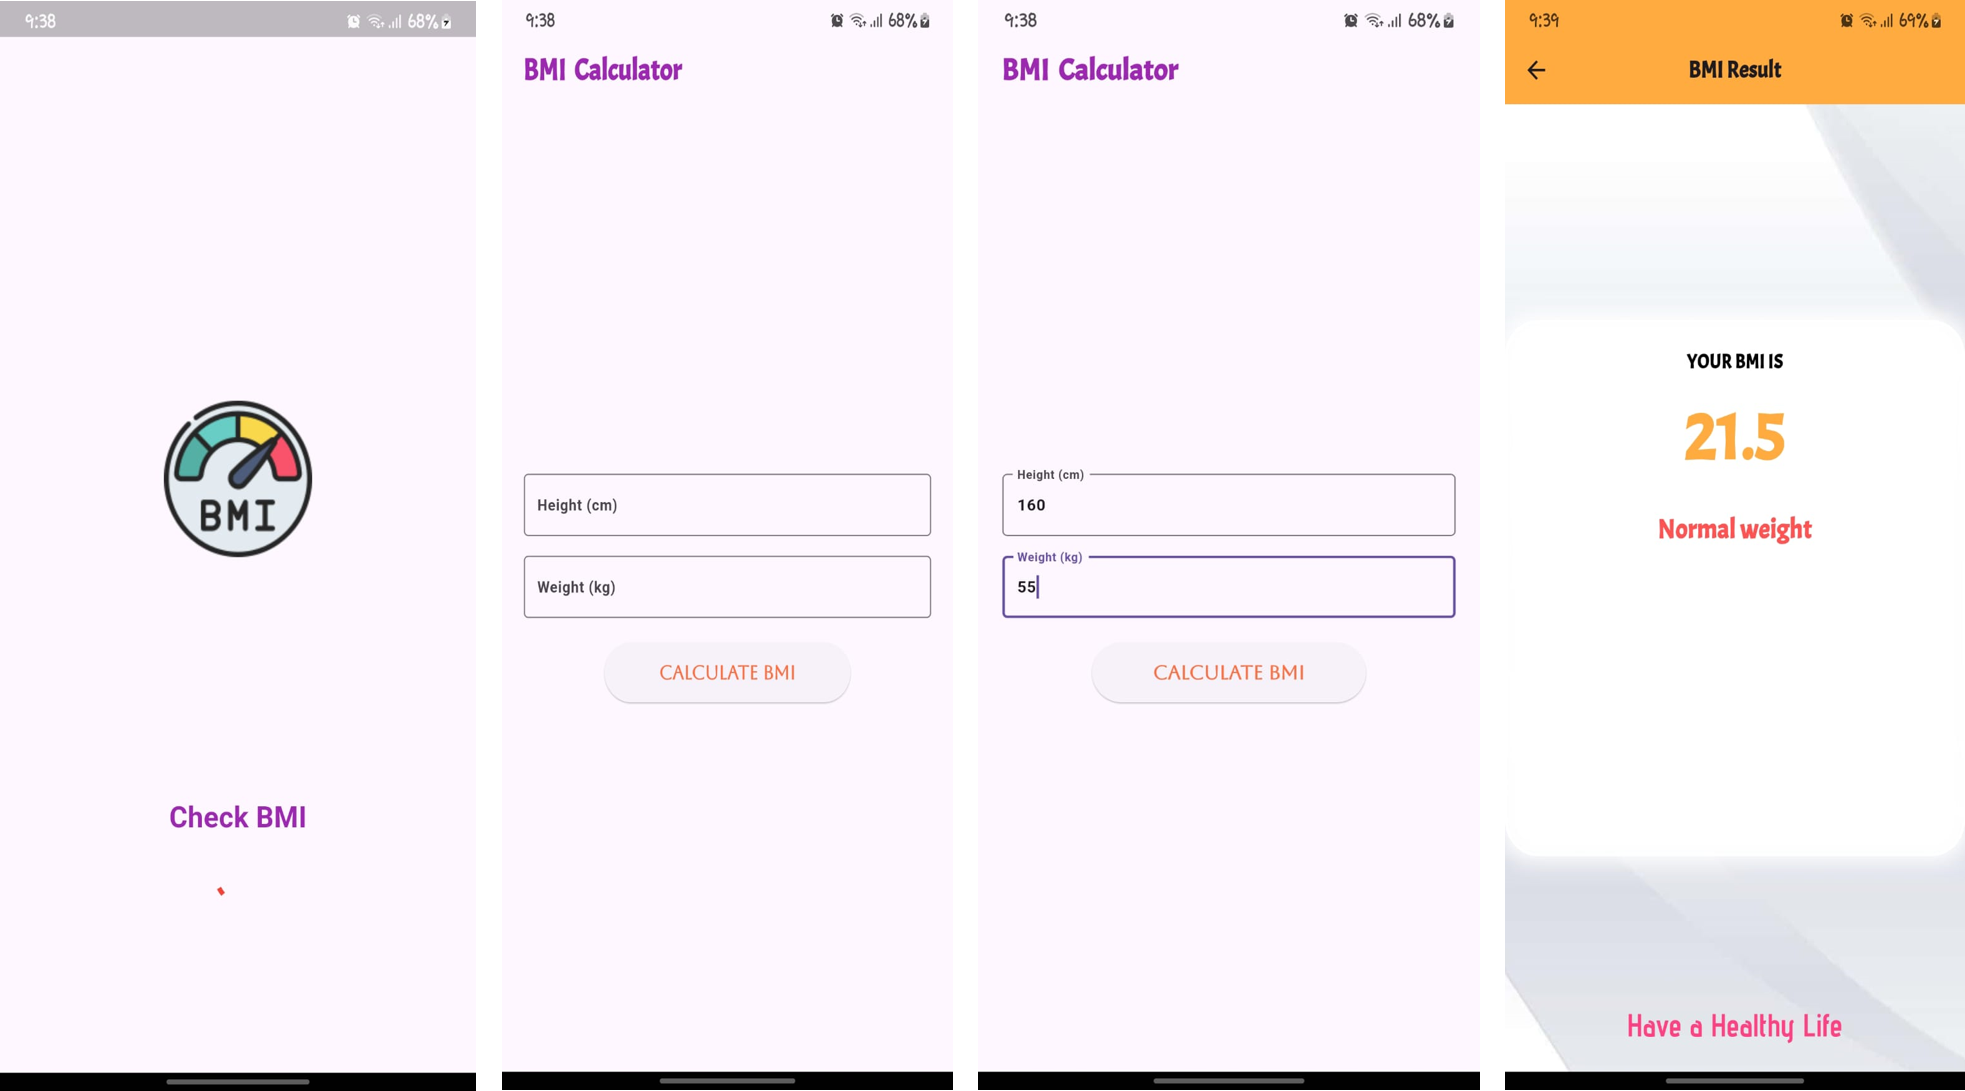 9:38
68%
BMI
Check BMI
9:38
68%
BMI Calculator
Height (cm)
Weight (kg)
CALCULATE BMI
9:38
68%
BMI Calculator
Height (cm)
160
Weight (kg)
55
CALCULATE BMI
9:39
69%
BMI Result
YOUR BMI IS
21.5
Normal weight
Have a Healthy Life